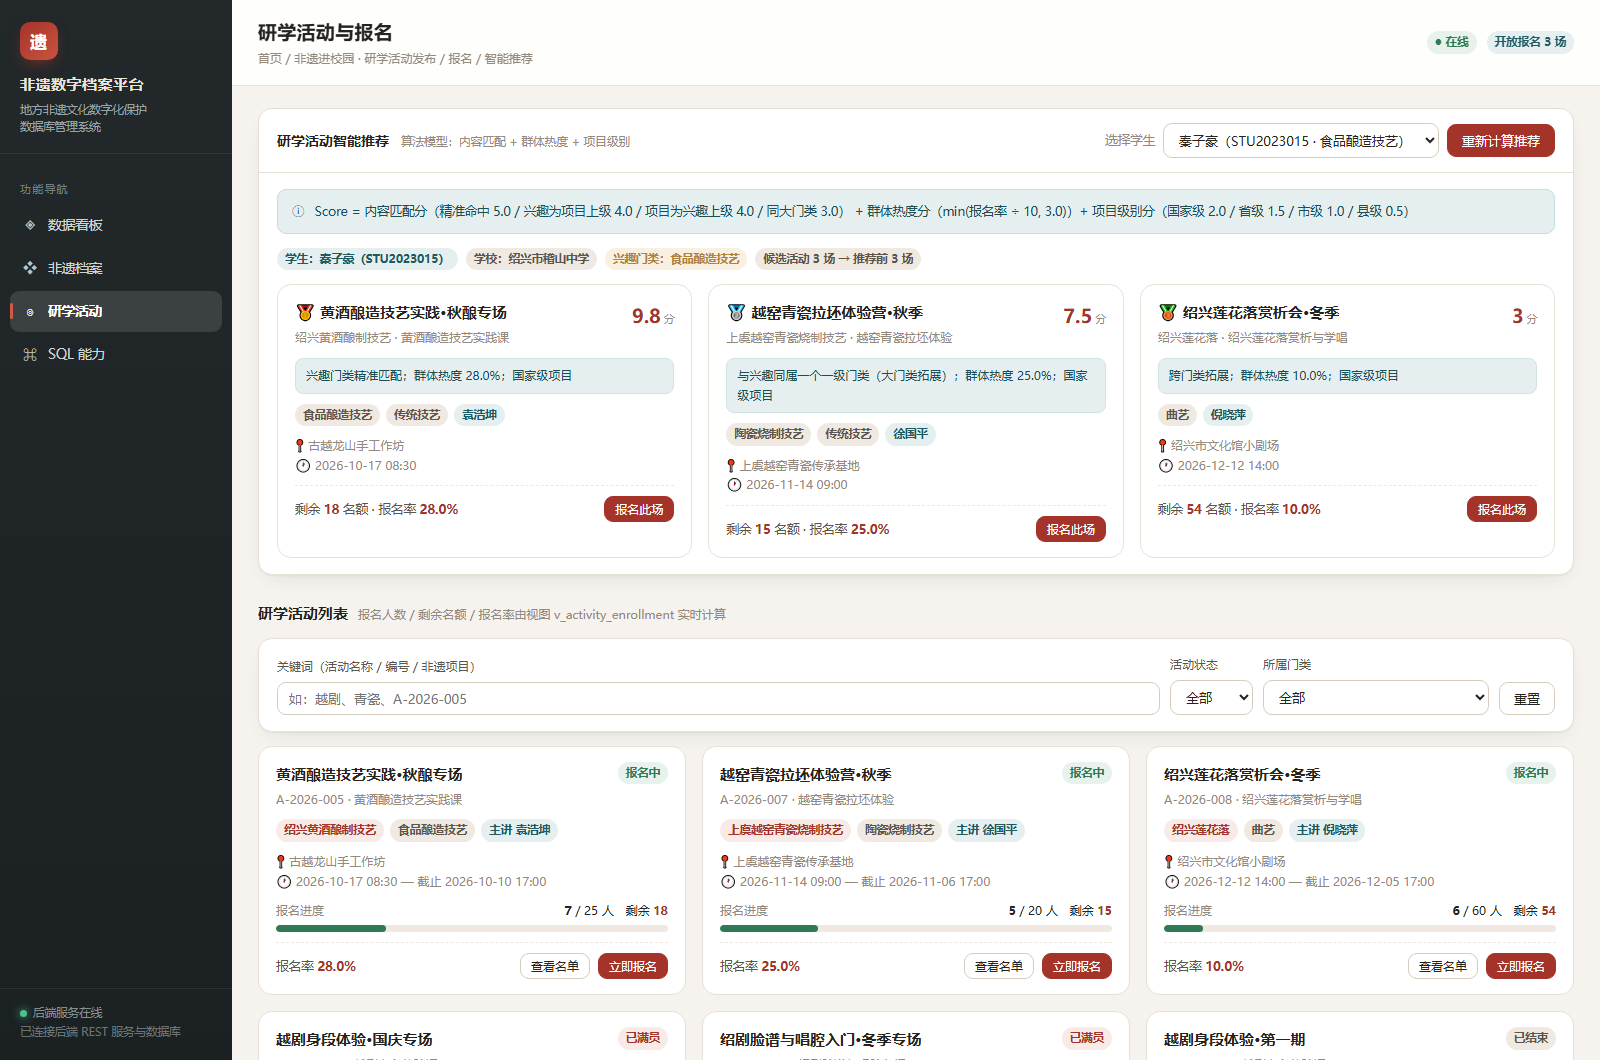 遗
非遗数字档案平台
地方非遗文化数字化保护
数据库管理系统
功能导航
数据看板
非遗档案
研学活动
SQL 能力
后端服务在线
已连接后端 REST 服务与数据库
研学活动与报名
首页 / 非遗进校园 · 研学活动发布 / 报名 / 智能推荐
在线
开放报名 3 场
研学活动智能推荐 算法模型：内容匹配 + 群体热度 + 项目级别
选择学生 秦子豪（STU2023015 · 食品酿造技艺） 重新计算推荐
Score = 内容匹配分（精准命中 5.0 / 兴趣为项目上级 4.0 / 项目为兴趣上级 4.0 / 同大门类 3.0） + 群体热度分（min(报名率 ÷ 10, 3.0)）+ 项目级别分（国家级 2.0 / 省级 1.5 / 市级 1.0 / 县级 0.5）
学生：秦子豪（STU2023015） 学校：绍兴市稽山中学 兴趣门类：食品酿造技艺 候选活动 3 场 → 推荐前 3 场
黄酒酿造技艺实践·秋酿专场 9.8 分
绍兴黄酒酿制技艺 · 黄酒酿造技艺实践课
兴趣门类精准匹配；群体热度 28.0%；国家级项目
食品酿造技艺 传统技艺 袁浩坤
古越龙山手工作坊
2026-10-17 08:30
剩余 18 名额 · 报名率 28.0% 报名此场
越窑青瓷拉坯体验营·秋季 7.5 分
上虞越窑青瓷烧制技艺 · 越窑青瓷拉坯体验
与兴趣同属一个一级门类（大门类拓展）；群体热度 25.0%；国家
级项目
陶瓷烧制技艺 传统技艺 徐国平
上虞越窑青瓷传承基地
2026-11-14 09:00
剩余 15 名额 · 报名率 25.0% 报名此场
绍兴莲花落赏析会·冬季 3 分
绍兴莲花落 · 绍兴莲花落赏析与学唱
跨门类拓展；群体热度 10.0%；国家级项目
曲艺 倪晓萍
绍兴市文化馆小剧场
2026-12-12 14:00
剩余 54 名额 · 报名率 10.0% 报名此场
研学活动列表 报名人数 / 剩余名额 / 报名率由视图 v_activity_enrollment 实时计算
关键词（活动名称 / 编号 / 非遗项目） 活动状态 所属门类
如：越剧、青瓷、A-2026-005 全部 全部 重置
黄酒酿造技艺实践·秋酿专场 报名中
A-2026-005 · 黄酒酿造技艺实践课
绍兴黄酒酿制技艺 食品酿造技艺 主讲 袁浩坤
古越龙山手工作坊
2026-10-17 08:30 — 截止 2026-10-10 17:00
报名进度 7 / 25 人 剩余 18
报名率 28.0% 查看名单 立即报名
越窑青瓷拉坯体验营·秋季 报名中
A-2026-007 · 越窑青瓷拉坯体验
上虞越窑青瓷烧制技艺 陶瓷烧制技艺 主讲 徐国平
上虞越窑青瓷传承基地
2026-11-14 09:00 — 截止 2026-11-06 17:00
报名进度 5 / 20 人 剩余 15
报名率 25.0% 查看名单 立即报名
绍兴莲花落赏析会·冬季 报名中
A-2026-008 · 绍兴莲花落赏析与学唱
绍兴莲花落 曲艺 主讲 倪晓萍
绍兴市文化馆小剧场
2026-12-12 14:00 — 截止 2026-12-05 17:00
报名进度 6 / 60 人 剩余 54
报名率 10.0% 查看名单 立即报名
越剧身段体验·国庆专场 已满员
绍剧脸谱与唱腔入门·冬季专场 已满员
越剧身段体验·第一期 已结束